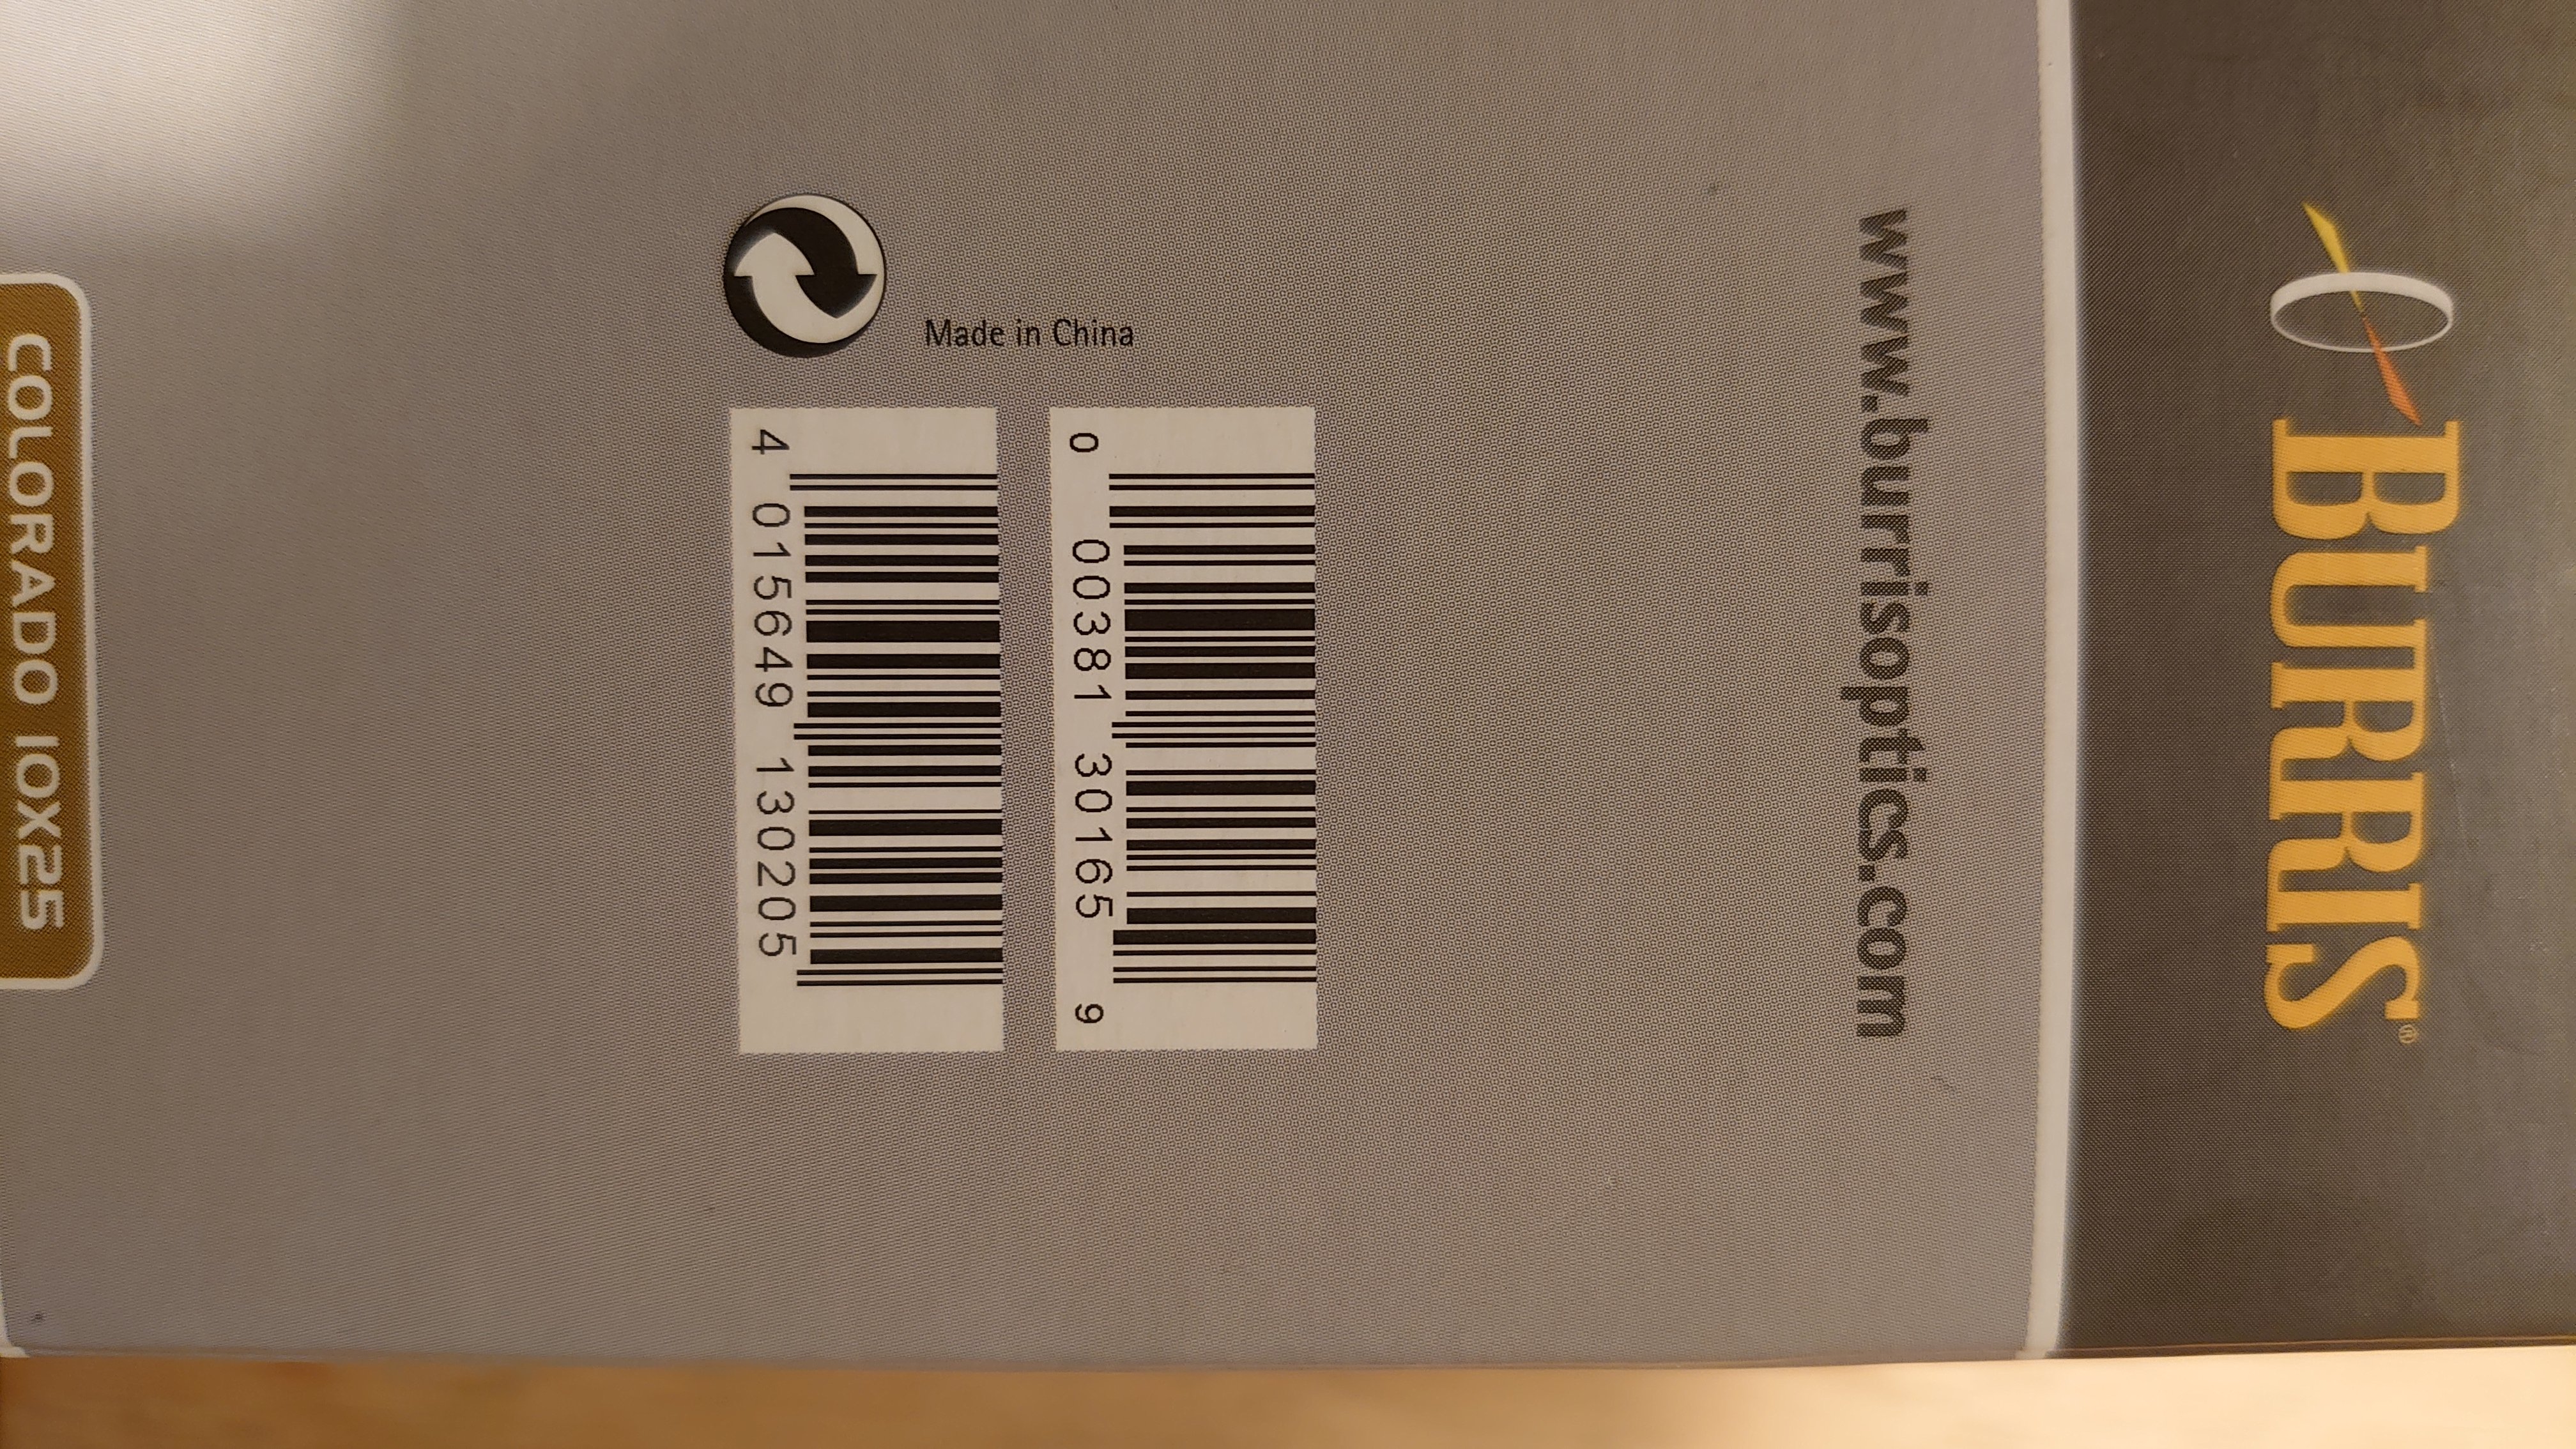 BURRIS®
www.burrisoptics.com
Made in China
0 00381 30165 9
4 015649 130205
COLORADO 10X25